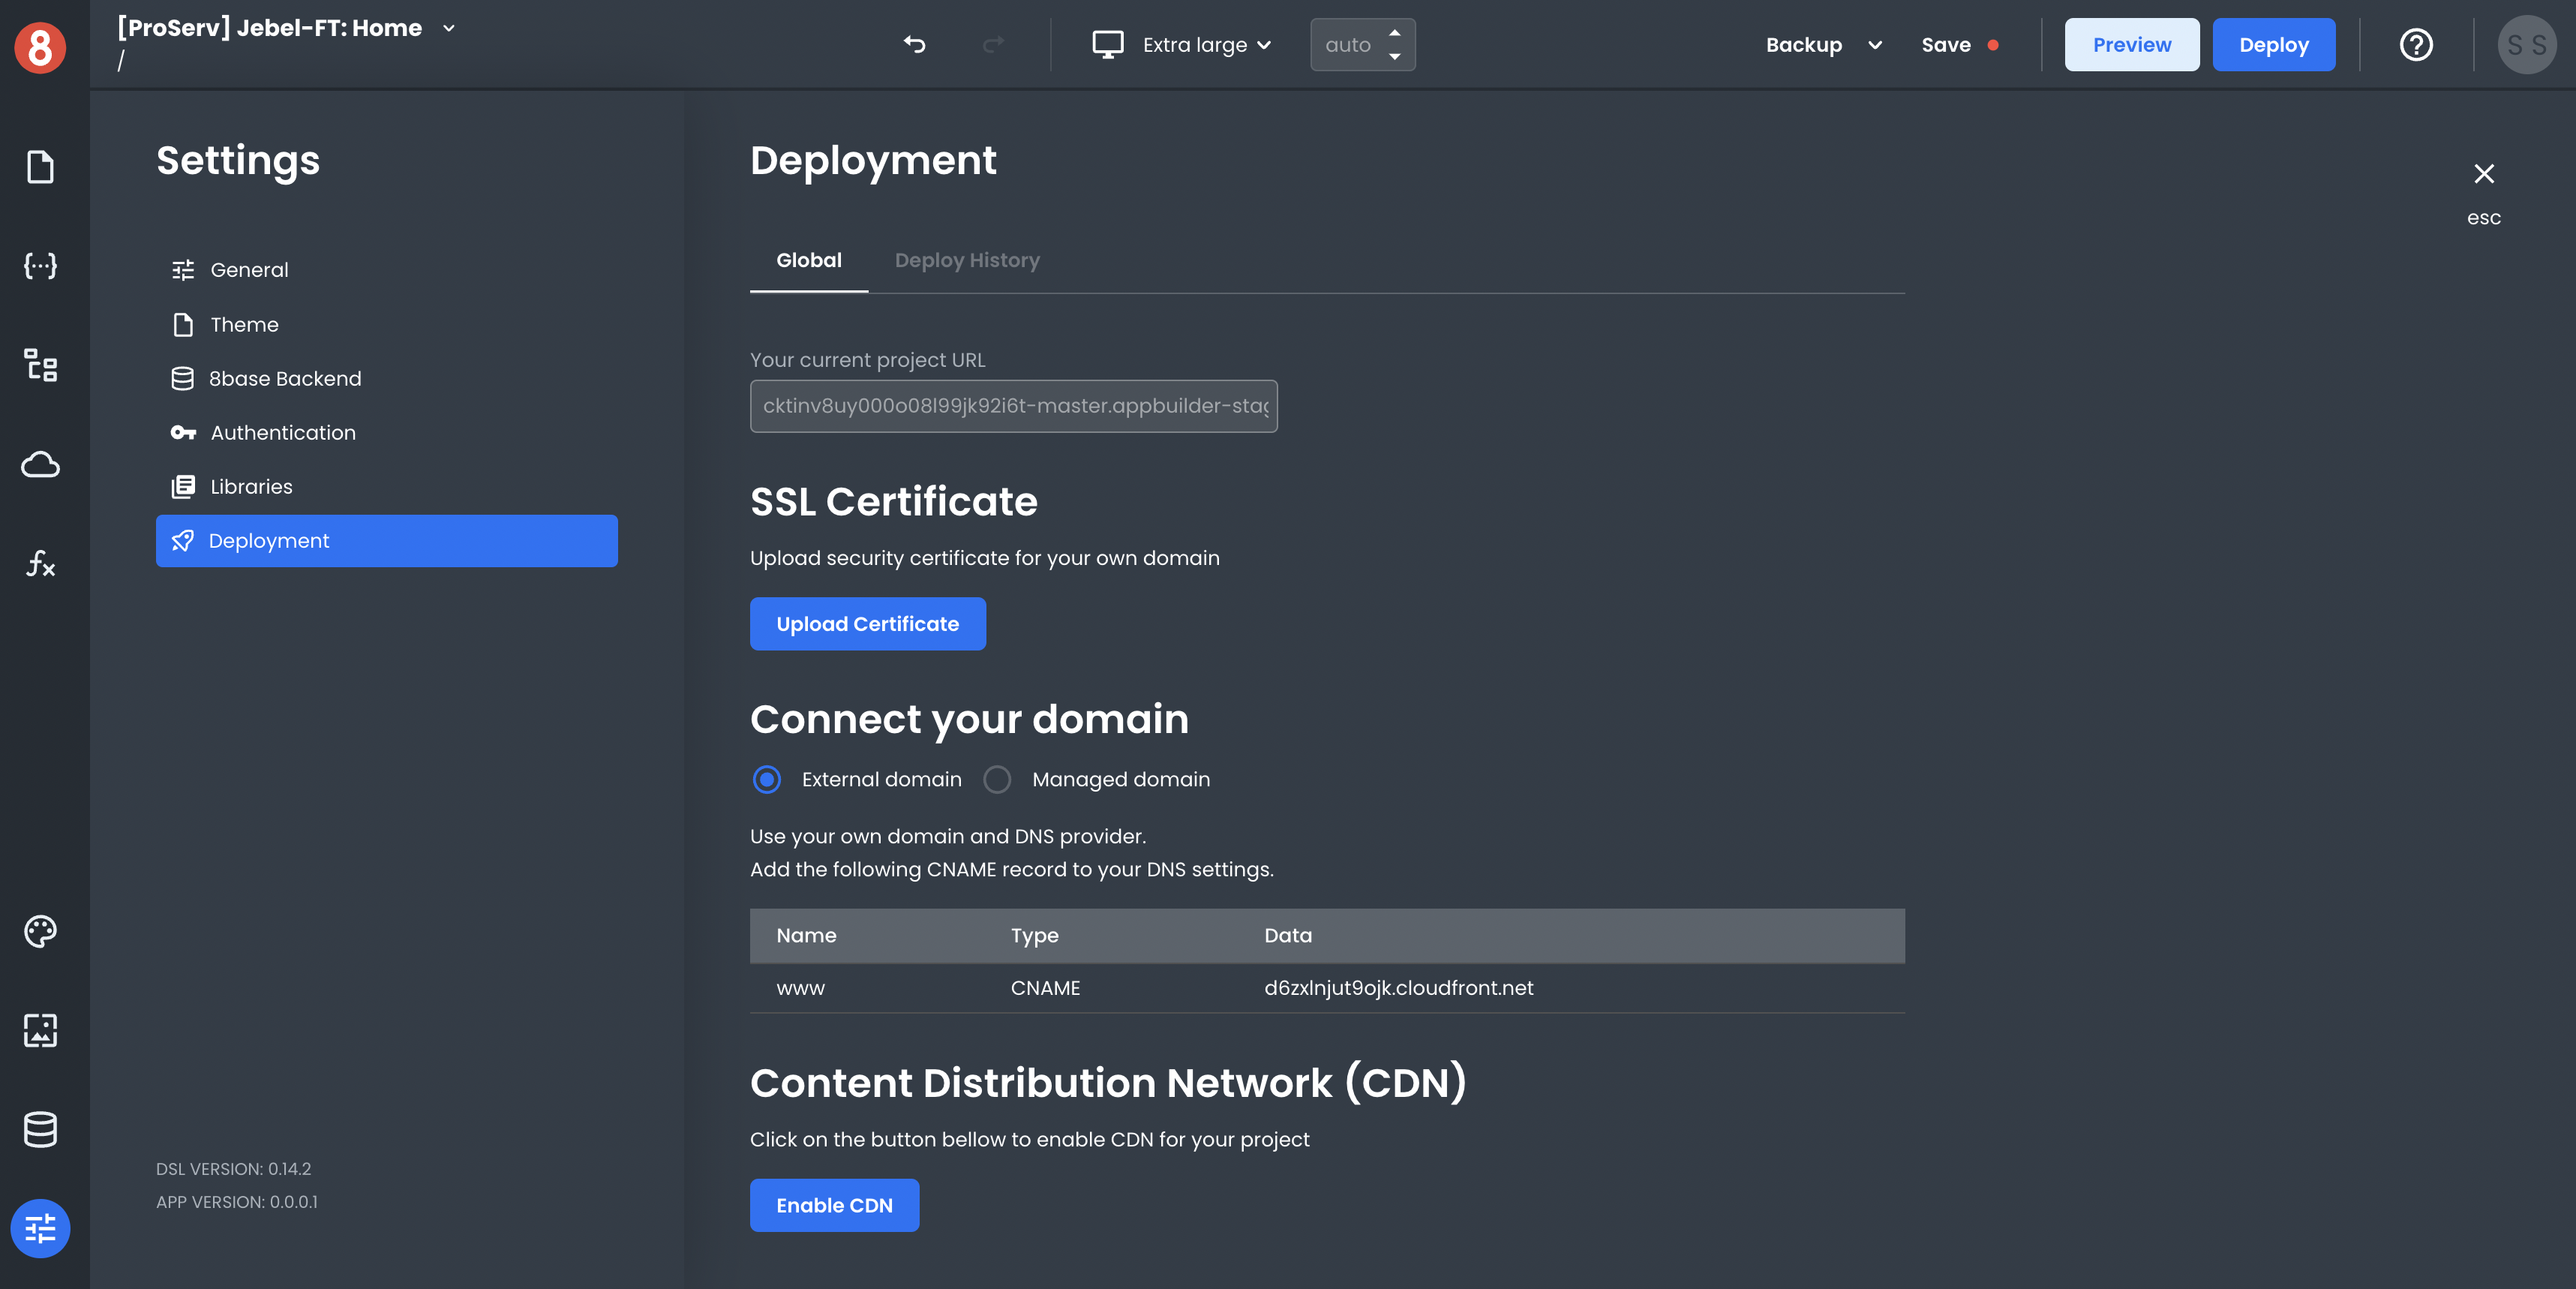 8
[ProServ] Jebel-FT: Home
/
Extra large
auto
Backup
Save
Preview
Deploy
S S
Settings
General
Theme
8base Backend
Authentication
Libraries
Deployment
DSL VERSION: 0.14.2
APP VERSION: 0.0.0.1
Deployment
esc
Global
Deploy History
Your current project URL
cktinv8uy000o08l99jk92i6t-master.appbuilder-stag
SSL Certificate
Upload security certificate for your own domain
Upload Certificate
Connect your domain
External domain
Managed domain
Use your own domain and DNS provider.
Add the following CNAME record to your DNS settings.
Name Type Data
www CNAME d6zxlnjut9ojk.cloudfront.net
Content Distribution Network (CDN)
Click on the button bellow to enable CDN for your project
Enable CDN